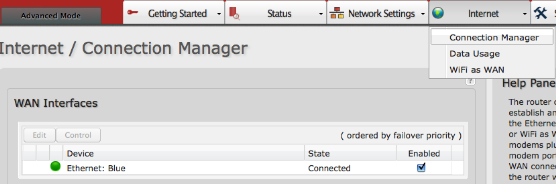 Advanced Mode
Getting Started
Status
Network Settings
Internet
Connection Manager
Data Usage
WiFi as WAN
Internet / Connection Manager
?
Help Pane
WAN Interfaces
Edit
Control
( ordered by failover priority )
Device
State
Enabled
Ethernet: Blue
Connected
The router c
establish an
the Ethernet
or WiFi as W
modems plu
modem por
WAN connec
the router w